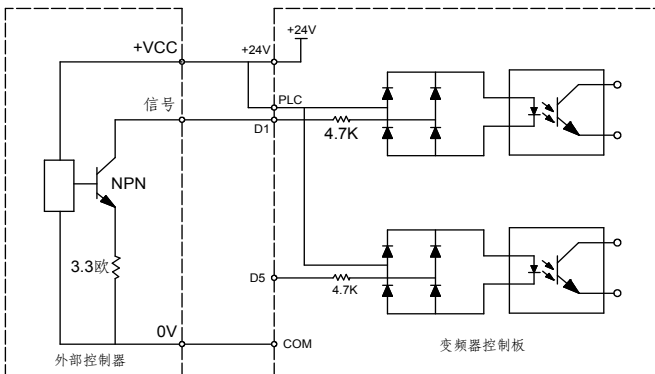 +24V
+VCC
+24V
信号
PLC
D1
4.7K
NPN
3.3欧
D5
4.7K
0V
COM
外部控制器
变频器控制板